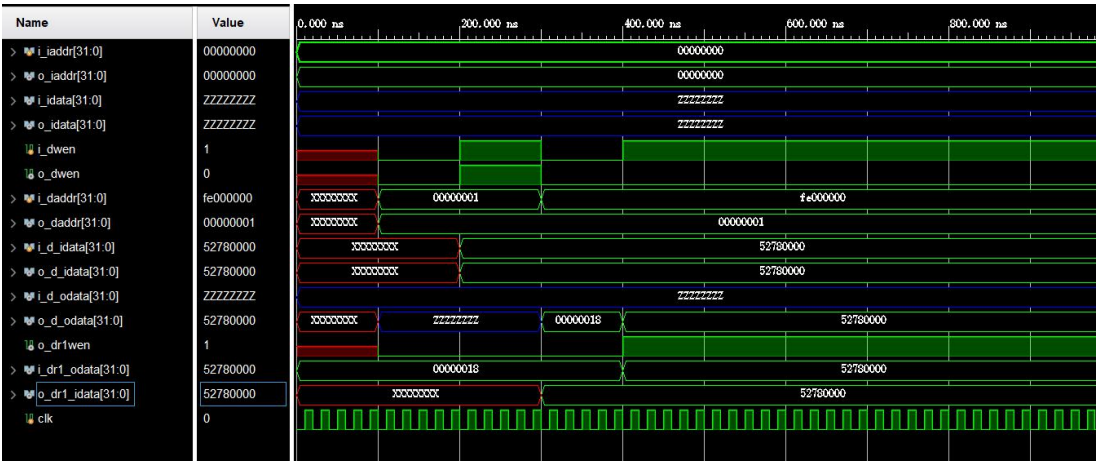 Name Value 0.000 ns 200.000 ns 400.000 ns 600.000 ns 800.000 ns
i_iaddr[31:0] 00000000 00000000
o_iaddr[31:0] 00000000 00000000
i_idata[31:0] ZZZZZZZZ ZZZZZZZZ
o_idata[31:0] ZZZZZZZZ ZZZZZZZZ
i_dwen 1
o_dwen 0
i_daddr[31:0] fe000000 XXXXXXXX 00000001 fe000000
o_daddr[31:0] 00000001 XXXXXXXX 00000001
i_d_idata[31:0] 52780000 XXXXXXXX 52780000
o_d_idata[31:0] 52780000 XXXXXXXX 52780000
i_d_odata[31:0] ZZZZZZZZ ZZZZZZZZ
o_d_odata[31:0] 52780000 XXXXXXXX ZZZZZZZZ 00000018 52780000
o_dr1wen 1
i_dr1_odata[31:0] 52780000 00000018 52780000
o_dr1_idata[31:0] 52780000 XXXXXXXX 52780000
clk 0